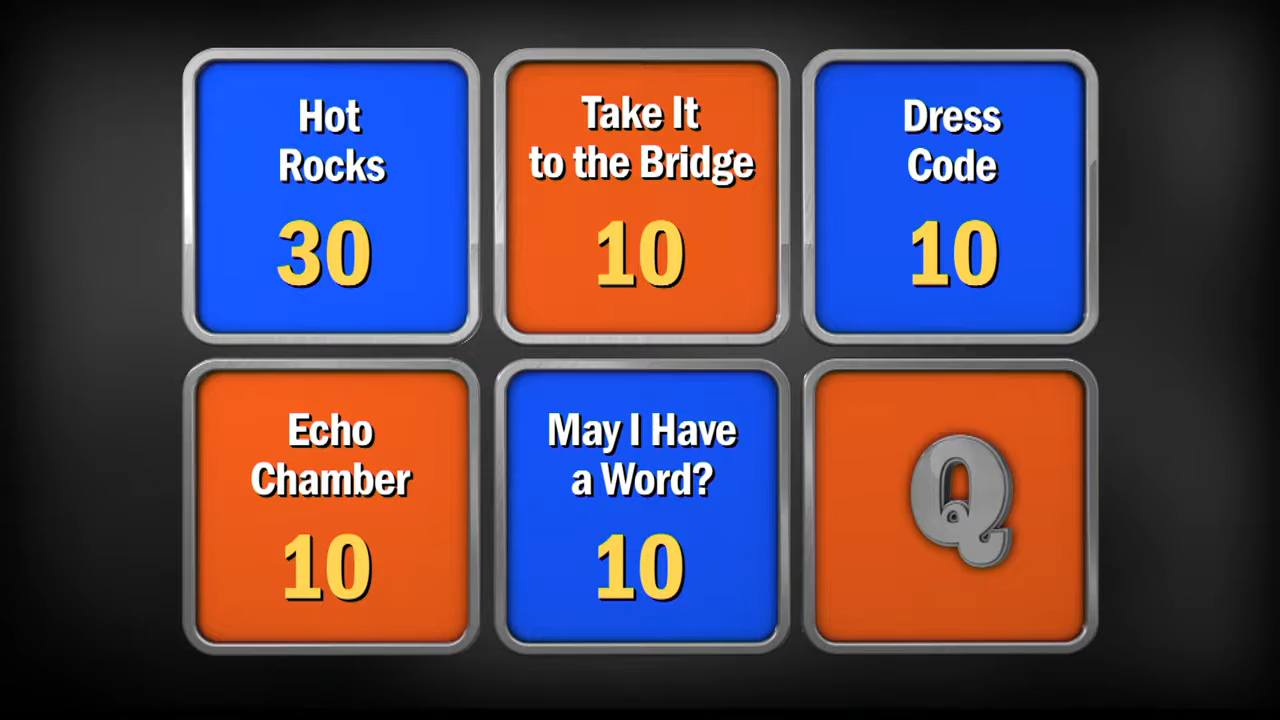 Hot
Rocks
30
Take It
to the Bridge
10
Dress
Code
10
Echo
Chamber
10
May I Have
a Word?
10
Q